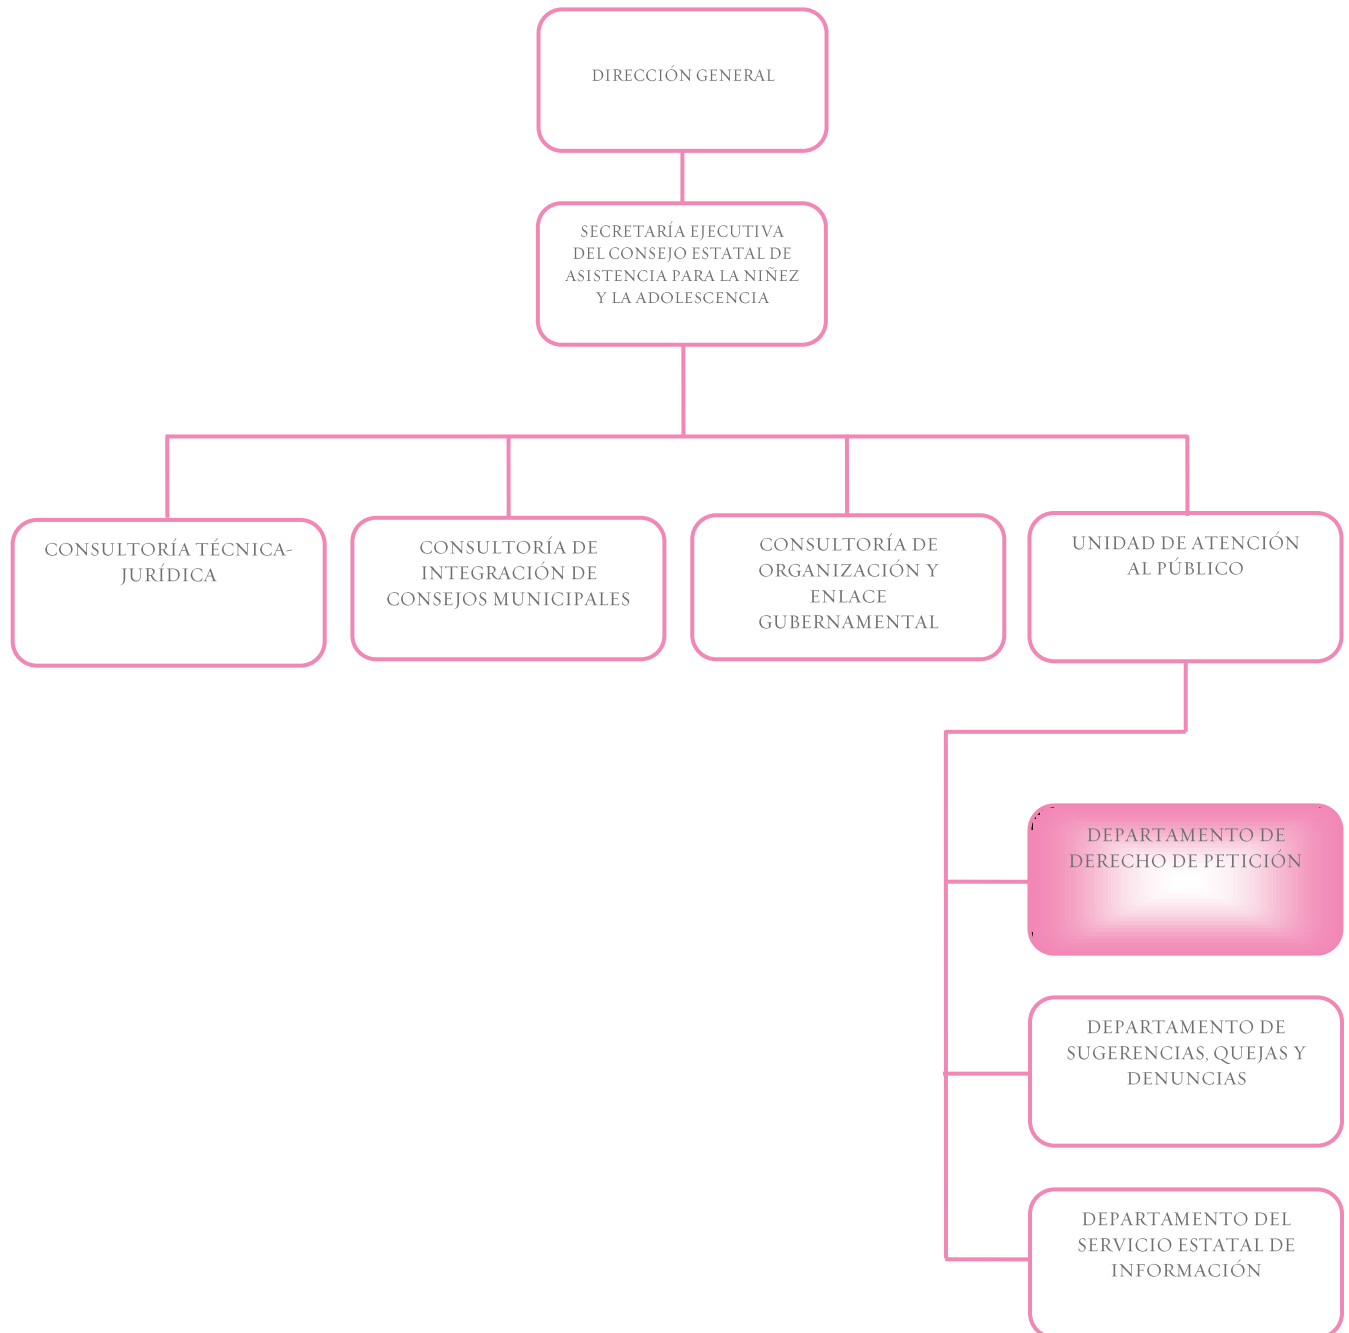 DIRECCIÓN GENERAL
SECRETARÍA EJECUTIVA
DEL CONSEJO ESTATAL DE
ASISTENCIA PARA LA NIÑEZ
Y LA ADOLESCENCIA
CONSULTORÍA TÉCNICA-
JURÍDICA
CONSULTORÍA DE
INTEGRACIÓN DE
CONSEJOS MUNICIPALES
CONSULTORÍA DE
ORGANIZACIÓN Y
ENLACE
GUBERNAMENTAL
UNIDAD DE ATENCIÓN
AL PÚBLICO
DEPARTAMENTO DE
DERECHO DE PETICIÓN
DEPARTAMENTO DE
SUGERENCIAS, QUEJAS Y
DENUNCIAS
DEPARTAMENTO DEL
SERVICIO ESTATAL DE
INFORMACIÓN